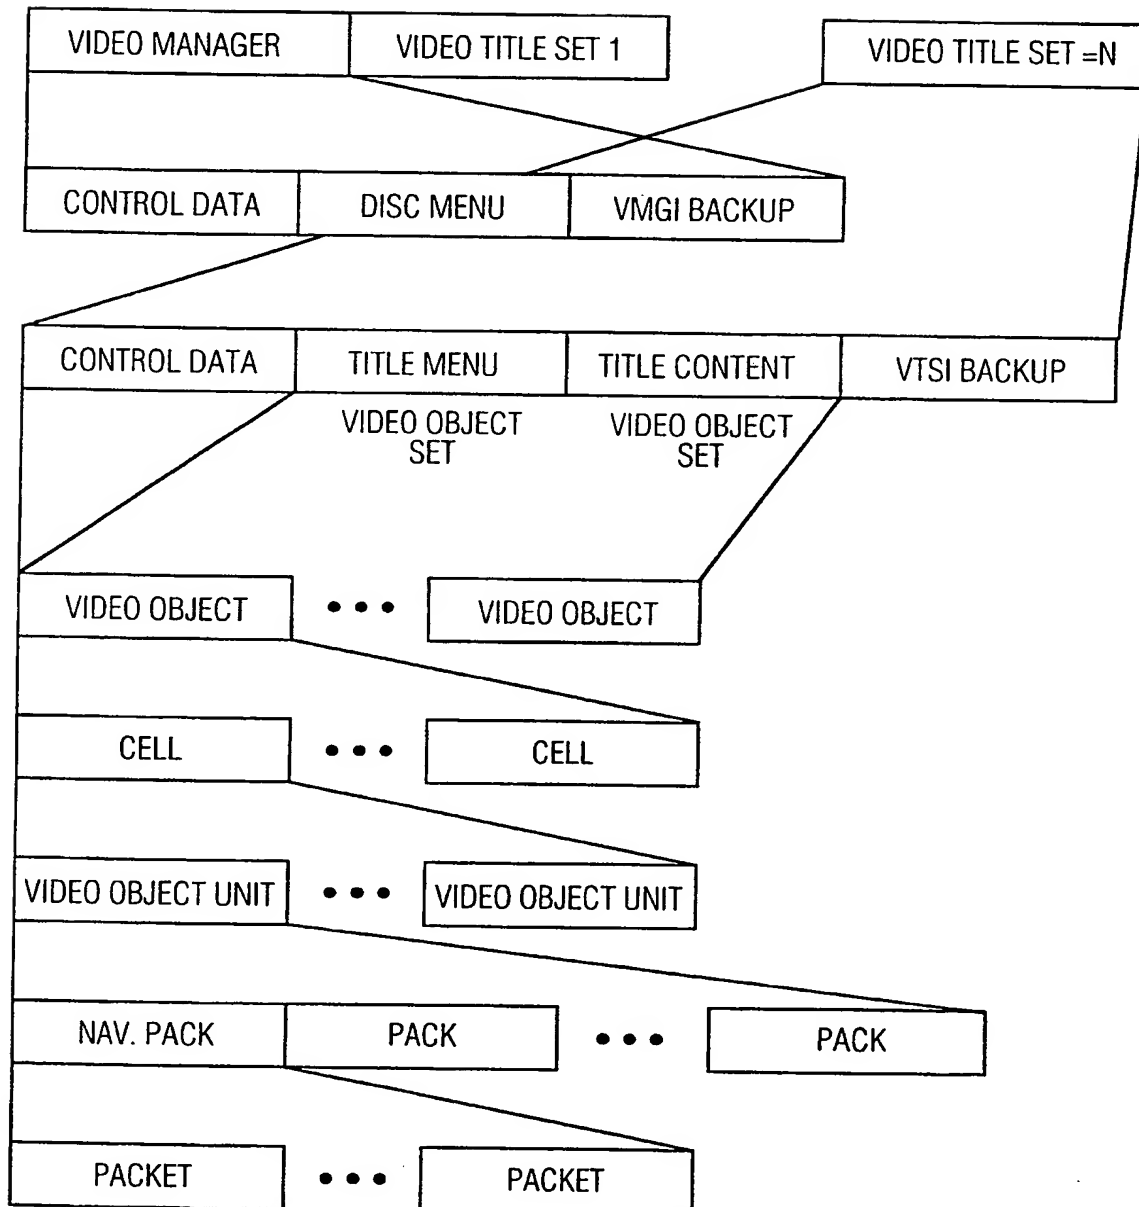 VIDEO MANAGER
VIDEO TITLE SET 1
VIDEO TITLE SET =N
CONTROL DATA
DISC MENU
VMGI BACKUP
CONTROL DATA
TITLE MENU
TITLE CONTENT
VTSI BACKUP
VIDEO OBJECT
SET
VIDEO OBJECT
SET
VIDEO OBJECT
VIDEO OBJECT
CELL
CELL
VIDEO OBJECT UNIT
VIDEO OBJECT UNIT
NAV. PACK
PACK
PACK
PACKET
PACKET